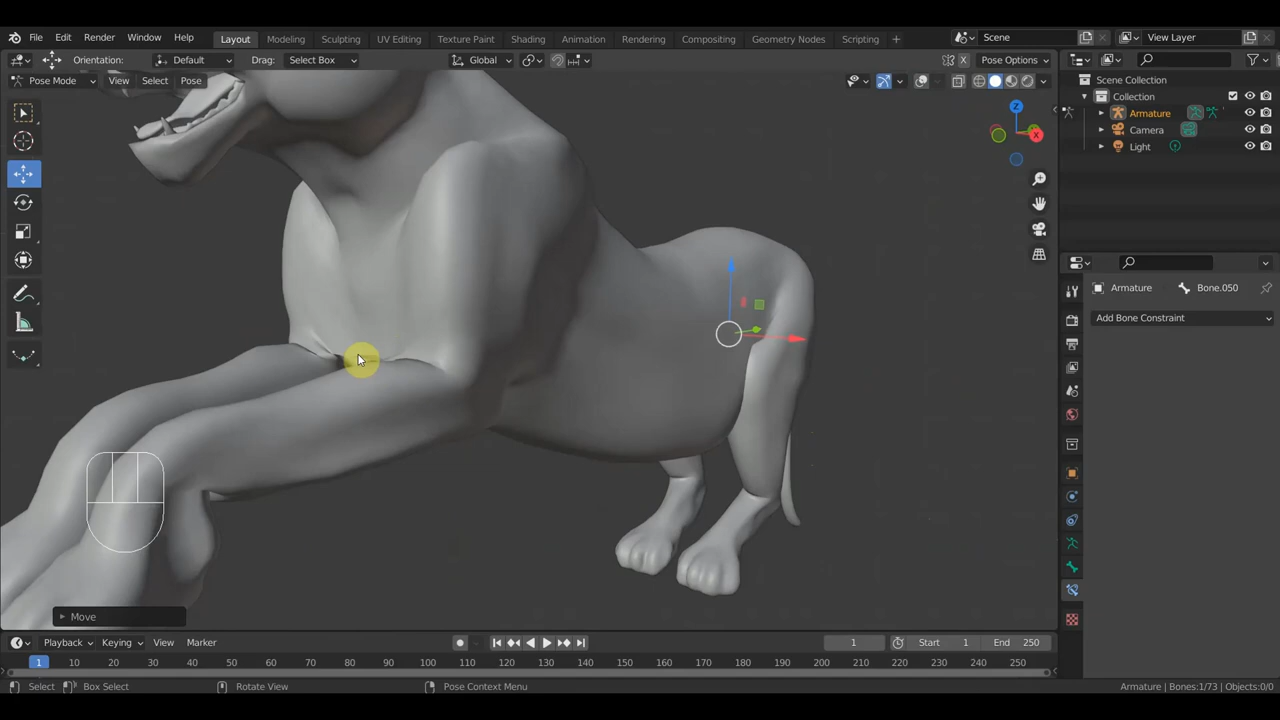 File Edit Render Window Help Layout Modeling Sculpting UV Editing Texture Paint Shading Animation Rendering Compositing Geometry Nodes Scripting + Scene View Layer
Orientation: Default Drag: Select Box Global X Pose Options
Pose Mode View Select Pose
Scene Collection
Collection
Armature
Camera
Light
Z
X
Armature Bone.050
Add Bone Constraint
Move
Playback Keying View Marker 1 Start 1 End 250
1 10 20 30 40 50 60 70 80 90 100 110 120 130 140 150 160 170 180 190 200 210 220 230 240 250
Select Box Select Rotate View Pose Context Menu Armature | Bones:1/73 | Objects:0/0